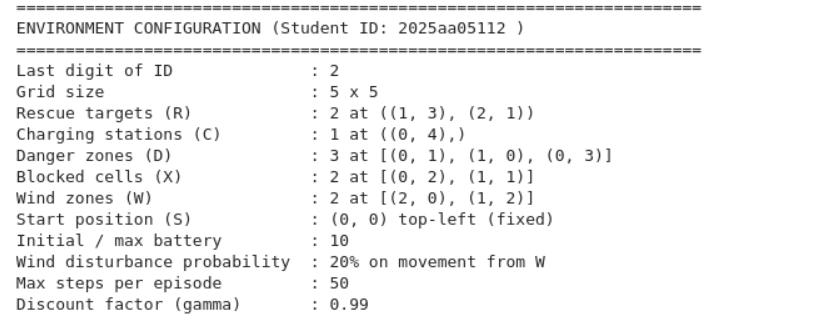 ======================================================================
ENVIRONMENT CONFIGURATION (Student ID: 2025aa05112 )
======================================================================
Last digit of ID              : 2
Grid size                     : 5 x 5
Rescue targets (R)            : 2 at ((1, 3), (2, 1))
Charging stations (C)         : 1 at ((0, 4),)
Danger zones (D)              : 3 at [(0, 1), (1, 0), (0, 3)]
Blocked cells (X)             : 2 at [(0, 2), (1, 1)]
Wind zones (W)                : 2 at [(2, 0), (1, 2)]
Start position (S)            : (0, 0) top-left (fixed)
Initial / max battery         : 10
Wind disturbance probability  : 20% on movement from W
Max steps per episode         : 50
Discount factor (gamma)       : 0.99